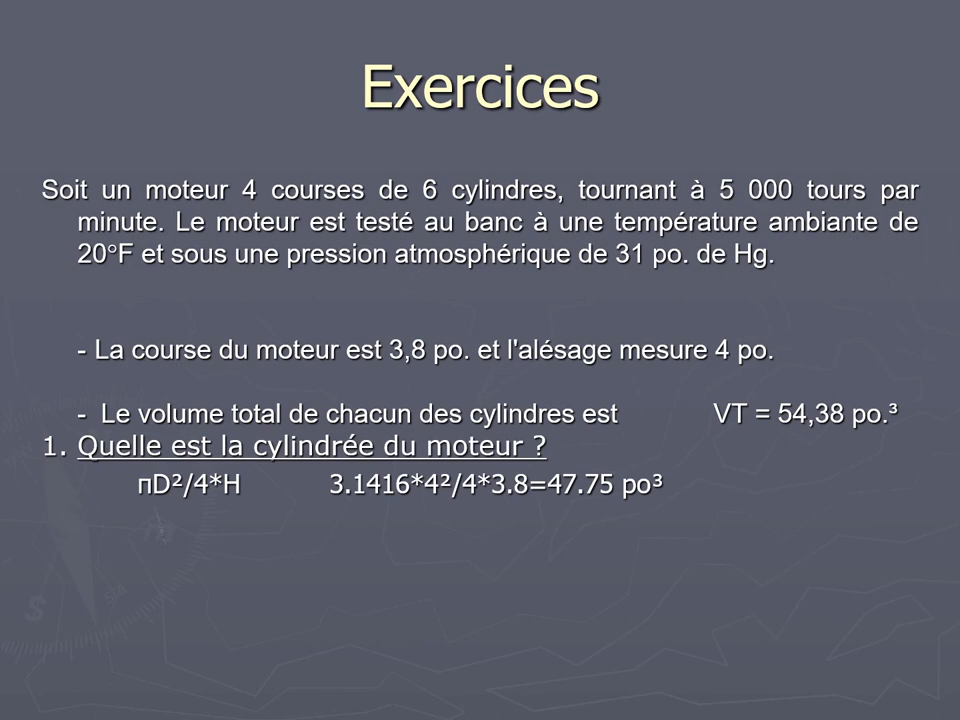 Exercices
Soit un moteur 4 courses de 6 cylindres, tournant à 5 000 tours par
minute. Le moteur est testé au banc à une température ambiante de
20°F et sous une pression atmosphérique de 31 po. de Hg.
- La course du moteur est 3,8 po. et l'alésage mesure 4 po.
- Le volume total de chacun des cylindres est VT = 54,38 po.³
1. Quelle est la cylindrée du moteur ?
πD²/4*H 3.1416*4²/4*3.8=47.75 po³